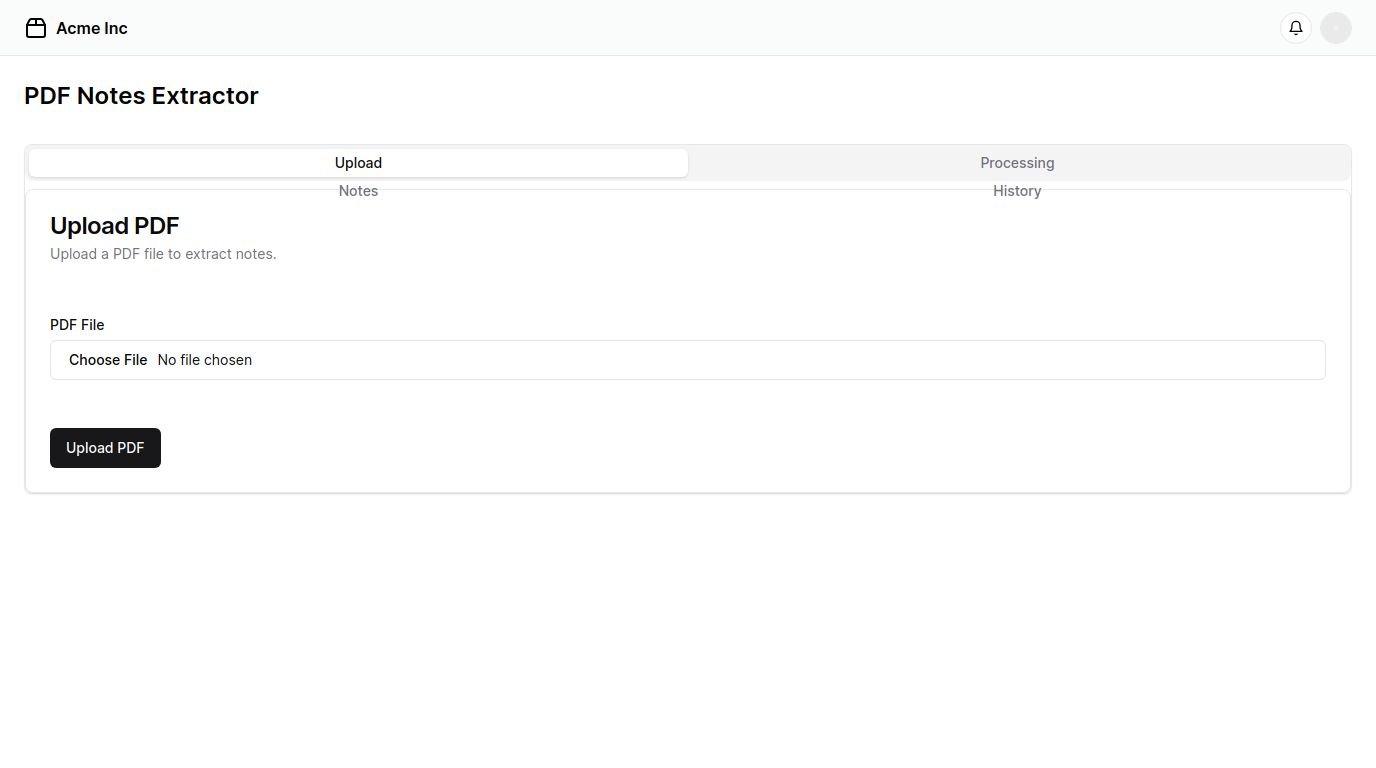 Acme Inc
PDF Notes Extractor
Upload
Processing
Notes
History
Upload PDF
Upload a PDF file to extract notes.
PDF File
Choose File No file chosen
Upload PDF